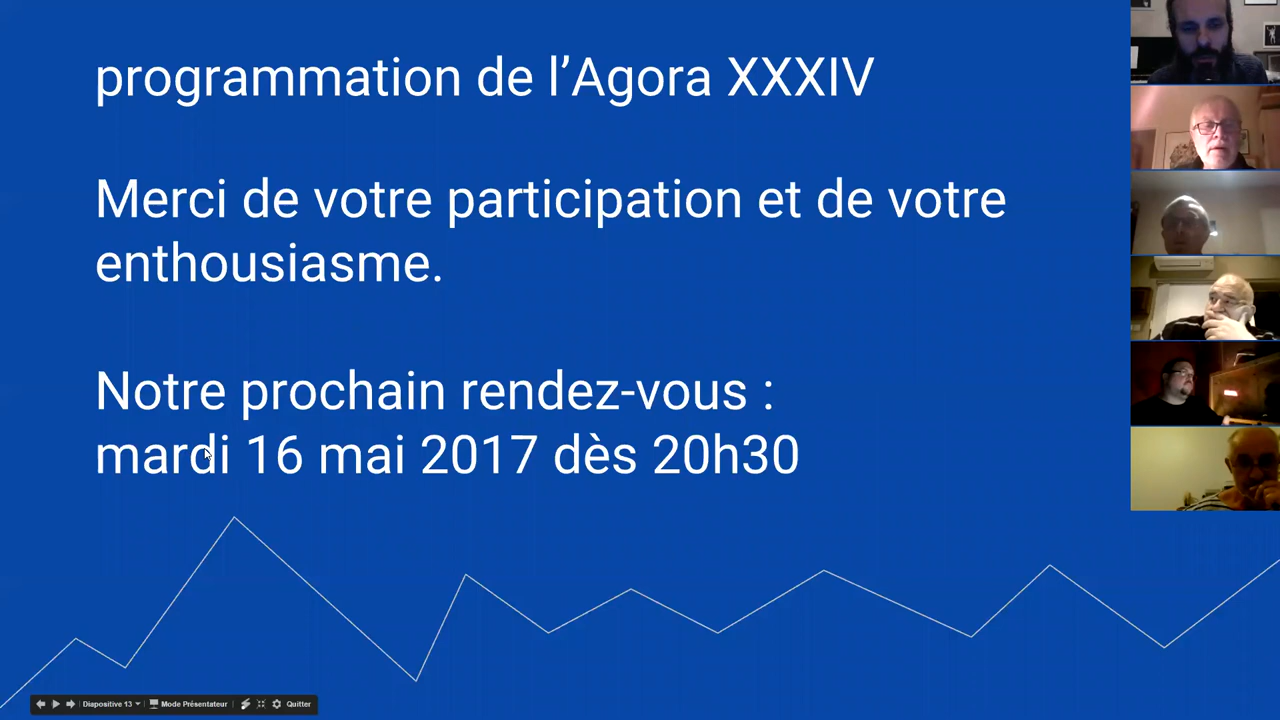 programmation de l’Agora XXXIV
Merci de votre participation et de votre
enthousiasme.
Notre prochain rendez-vous :
mardi 16 mai 2017 dès 20h30
Diapositive 13
Mode Présentateur
Quitter